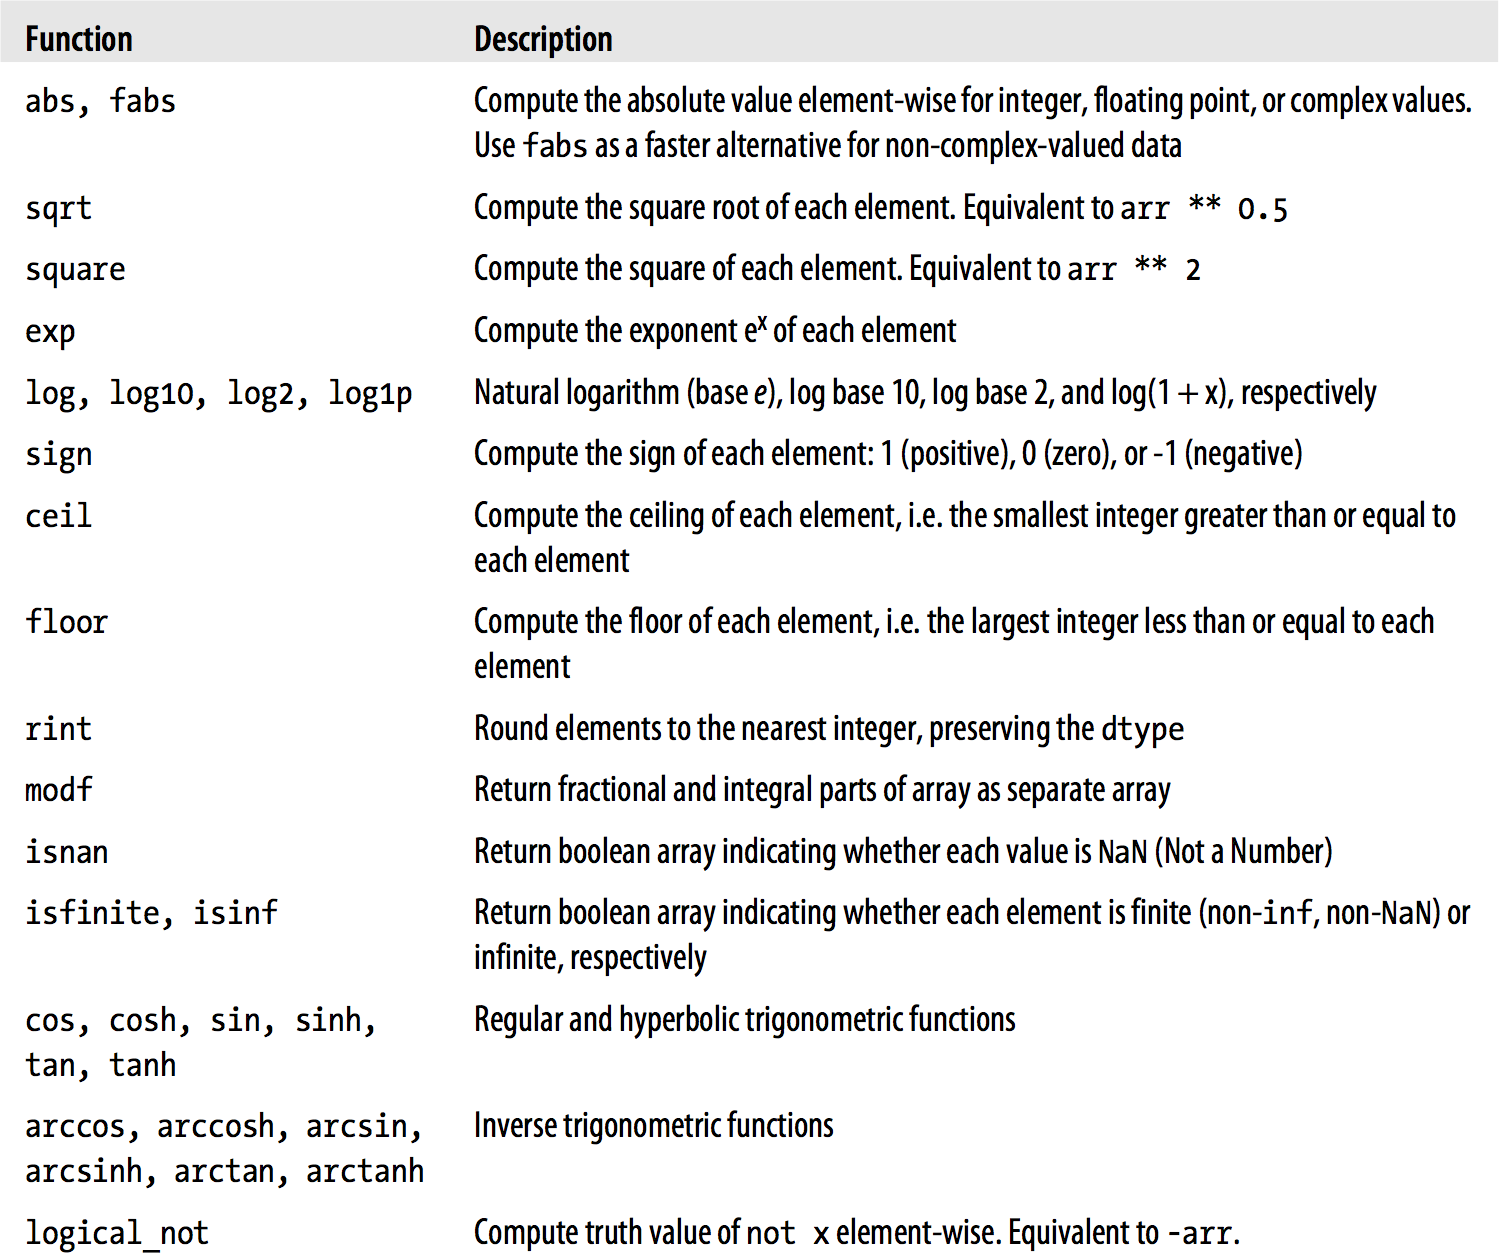 Function Description
abs, fabs Compute the absolute value element-wise for integer, floating point, or complex values.
Use fabs as a faster alternative for non-complex-valued data
sqrt Compute the square root of each element. Equivalent to arr ** 0.5
square Compute the square of each element. Equivalent to arr ** 2
exp Compute the exponent eˣ of each element
log, log10, log2, log1p Natural logarithm (base e), log base 10, log base 2, and log(1 + x), respectively
sign Compute the sign of each element: 1 (positive), 0 (zero), or -1 (negative)
ceil Compute the ceiling of each element, i.e. the smallest integer greater than or equal to
each element
floor Compute the floor of each element, i.e. the largest integer less than or equal to each
element
rint Round elements to the nearest integer, preserving the dtype
modf Return fractional and integral parts of array as separate array
isnan Return boolean array indicating whether each value is NaN (Not a Number)
isfinite, isinf Return boolean array indicating whether each element is finite (non-inf, non-NaN) or
infinite, respectively
cos, cosh, sin, sinh, Regular and hyperbolic trigonometric functions
tan, tanh
arccos, arccosh, arcsin, Inverse trigonometric functions
arcsinh, arctan, arctanh
logical_not Compute truth value of not x element-wise. Equivalent to -arr.